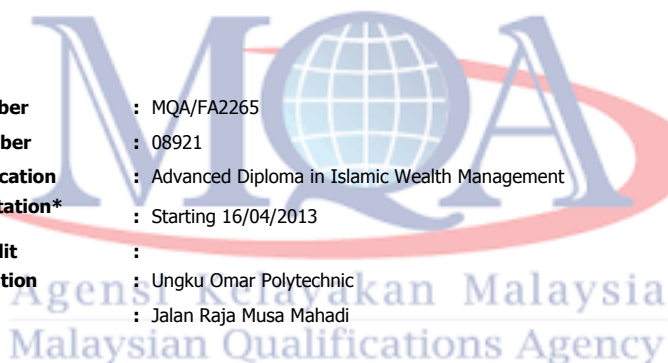 MQA
ber : MQA/FA2265
ber : 08921
cation : Advanced Diploma in Islamic Wealth Management
tation*
: Starting 16/04/2013
dit :
tion : Ungku Omar Polytechnic
Agensi Kelayakan Malaysia
: Jalan Raja Musa Mahadi
Malaysian Qualifications Agency